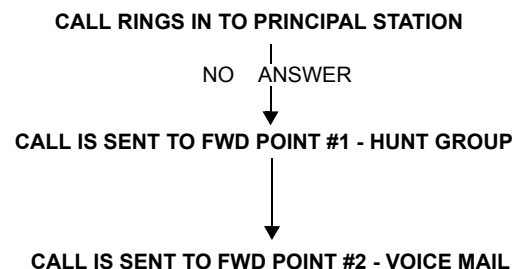 CALL RINGS IN TO PRINCIPAL STATION
NO ANSWER
CALL IS SENT TO FWD POINT #1 - HUNT GROUP
CALL IS SENT TO FWD POINT #2 - VOICE MAIL